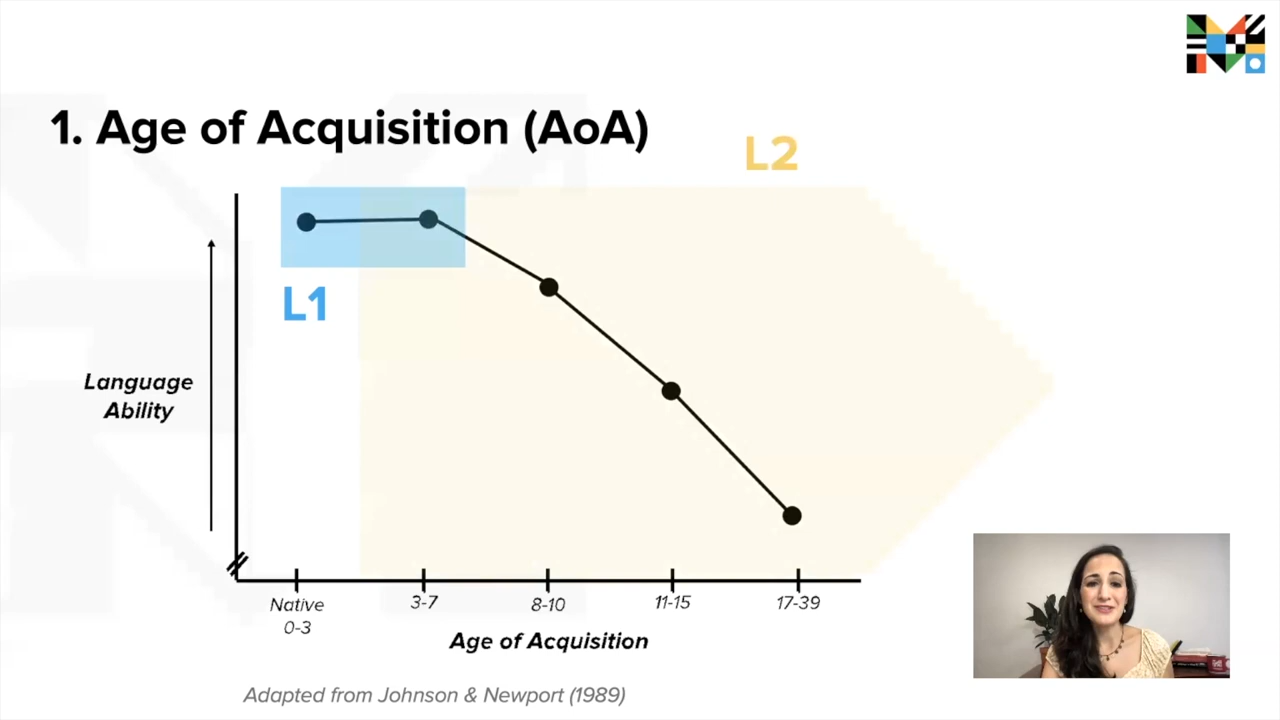 1. Age of Acquisition (AoA)
L2
L1
Language
Ability
Native
0-3
3-7
8-10
11-15
17-39
Age of Acquisition
Adapted from Johnson & Newport (1989)